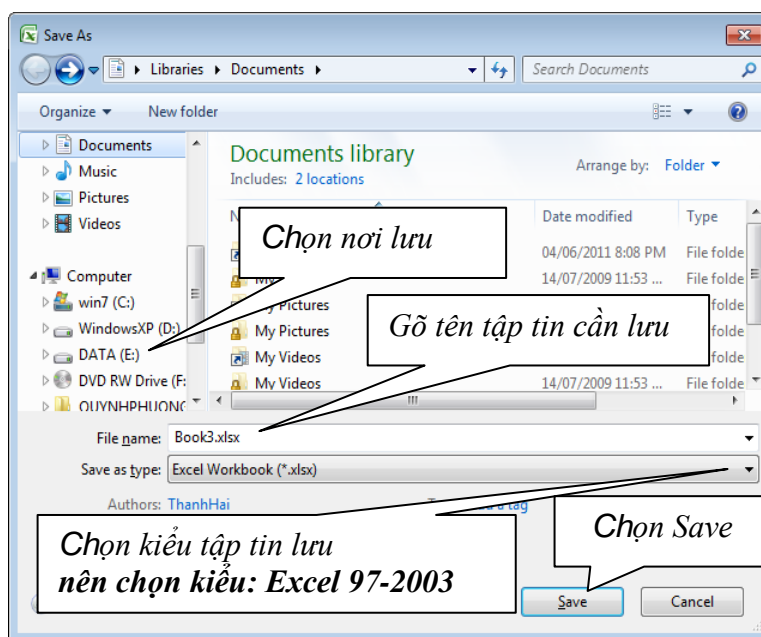 Save As
Libraries Documents Search Documents
Organize New folder
Documents
Music
Pictures
Videos
Computer
win7 (C:)
WindowsXP (D:)
DATA (E:)
DVD RW Drive (F:
QUYNHPHUONG
Documents library
Includes: 2 locations
Arrange by: Folder
Date modified Type
04/06/2011 8:08 PM File folde
14/07/2009 11:53 ... File folde
My Pictures
My Pictures
My Videos
My Videos 14/07/2009 11:53 ... File folde
Chọn nơi lưu
Gõ tên tập tin cần lưu
File name: Book3.xlsx
Save as type: Excel Workbook (*.xlsx)
Authors: ThanhHai
tag
Chọn kiểu tập tin lưu
nên chọn kiểu: Excel 97-2003
Chọn Save
Save Cancel